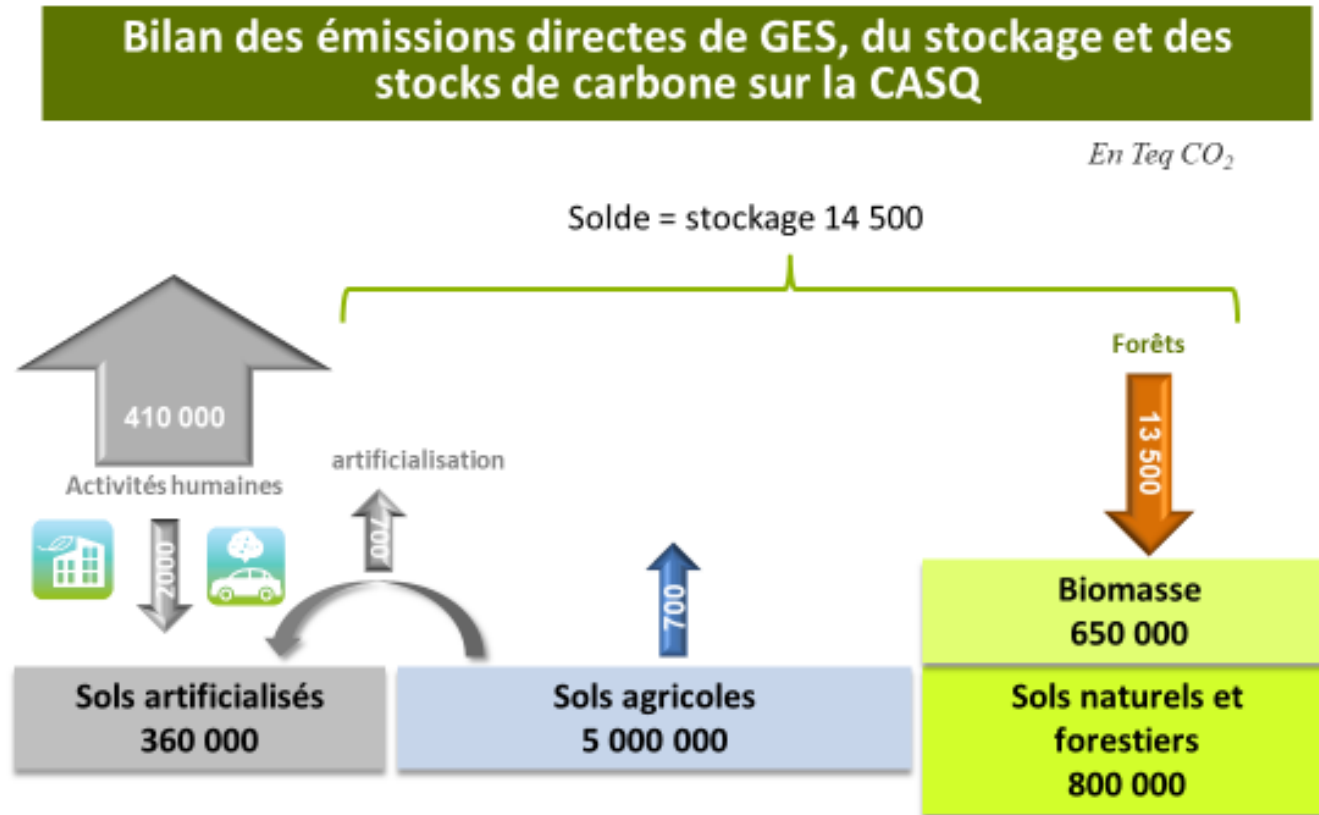 Bilan des émissions directes de GES, du stockage et des
stocks de carbone sur la CASQ
En Teq CO₂
Solde = stockage 14 500
Forêts
13 500
410 000
Activités humaines
artificialisation
700
2000
700
Biomasse
650 000
Sols artificialisés
360 000
Sols agricoles
5 000 000
Sols naturels et
forestiers
800 000